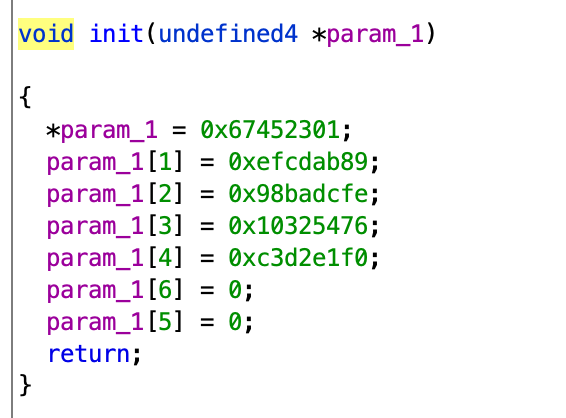 void init(undefined4 *param_1)
{
*param_1 = 0x67452301;
param_1[1] = 0xefcdab89;
param_1[2] = 0x98badcfe;
param_1[3] = 0x10325476;
param_1[4] = 0xc3d2e1f0;
param_1[6] = 0;
param_1[5] = 0;
return;
}